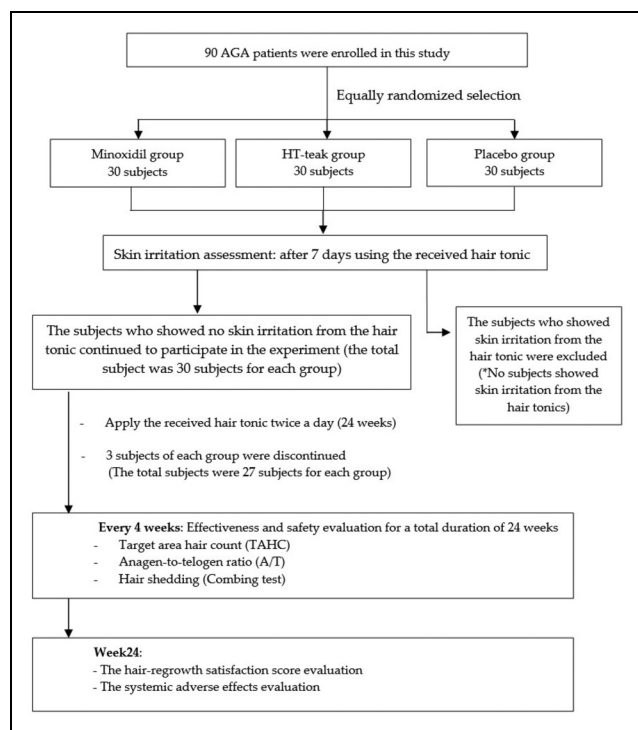 90 AGA patients were enrolled in this study
Equally randomized selection
Minoxidil group
30 subjects
HT-teak group
30 subjects
Placebo group
30 subjects
Skin irritation assessment: after 7 days using the received hair tonic
The subjects who showed no skin irritation from the hair
tonic continued to participate in the experiment (the total
subject was 30 subjects for each group)
The subjects who showed
skin irritation from the
hair tonic were excluded
(*No subjects showed
skin irritation from the
hair tonics)
- Apply the received hair tonic twice a day (24 weeks)
- 3 subjects of each group were discontinued
(The total subjects were 27 subjects for each group)
Every 4 weeks: Effectiveness and safety evaluation for a total duration of 24 weeks
- Target area hair count (TAHC)
- Anagen-to-telogen ratio (A/T)
- Hair shedding (Combing test)
Week24:
- The hair-regrowth satisfaction score evaluation
- The systemic adverse effects evaluation